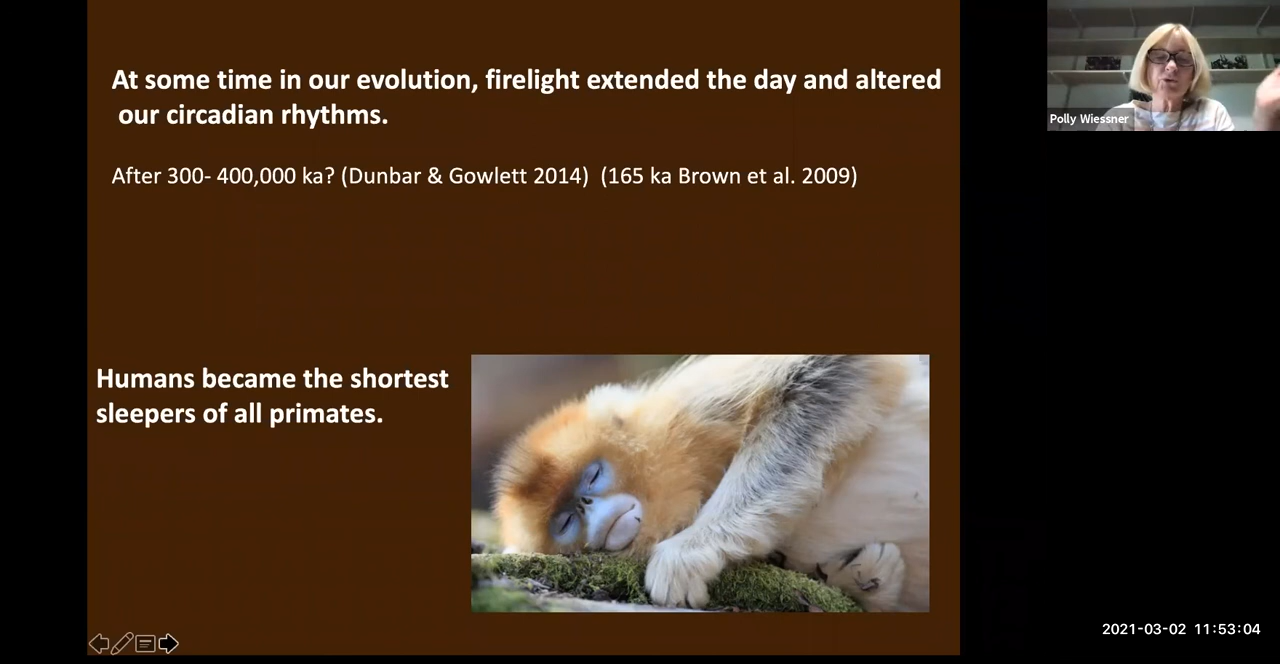 At some time in our evolution, firelight extended the day and altered
our circadian rhythms.
After 300- 400,000 ka? (Dunbar & Gowlett 2014)  (165 ka Brown et al. 2009)
Humans became the shortest
sleepers of all primates.
Polly Wiessner
2021-03-02 11:53:04